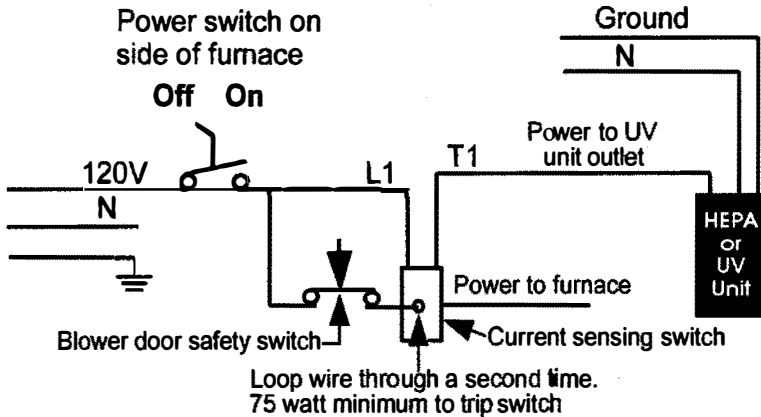 Power switch on
side of furnace
Off On
Ground
N
120V
N
L1
T1
Power to UV
unit outlet
HEPA
or
UV
Unit
Power to furnace
Blower door safety switch
Current sensing switch
Loop wire through a second time.
75 watt minimum to trip switch